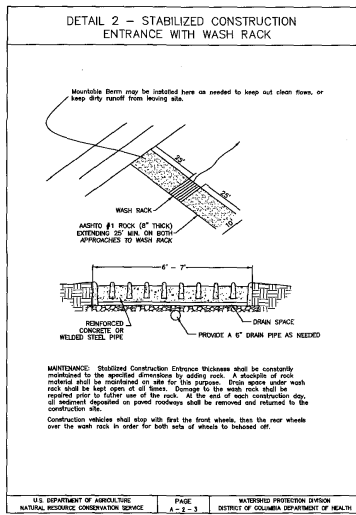 DETAIL 2 – STABILIZED CONSTRUCTION
ENTRANCE WITH WASH RACK
Mountable Berm may be installed here as needed to keep out clean flows, or
keep dirty runoff from leaving site.
25'
25'
10'
WASH RACK
AASHTO #1 ROCK (8" THICK)
EXTENDING 25' MIN. ON BOTH
APPROACHES TO WASH RACK
6' - 7'
REINFORCED
CONCRETE OR
WELDED STEEL PIPE
DRAIN SPACE
PROVIDE A 6" DRAIN PIPE AS NEEDED
MAINTENANCE: Stabilized Construction Entrance thickness shall be constantly
maintained to the specified dimensions by adding rock. A stockpile of rock
material shall be maintained on site for this purpose. Drain space under wash
rack shall be kept open at all times. Damage to the wash rack shall be
repaired prior to futher use of the rack. At the end of each construction day,
all sediment deposited on paved roadways shall be removed and returned to the
construction site.
Construction vehicles shall stop with first the front wheels, then the rear wheels
over the wash rack in order for both sets of wheels to behosed off.
U.S. DEPARTMENT OF AGRICULTURE
NATURAL RESOURCE CONSERVATION SERVICE
PAGE
A - 2 - 3
WATERSHED PROTECTION DIVISION
DISTRICT OF COLUMBIA DEPARTMENT OF HEALTH